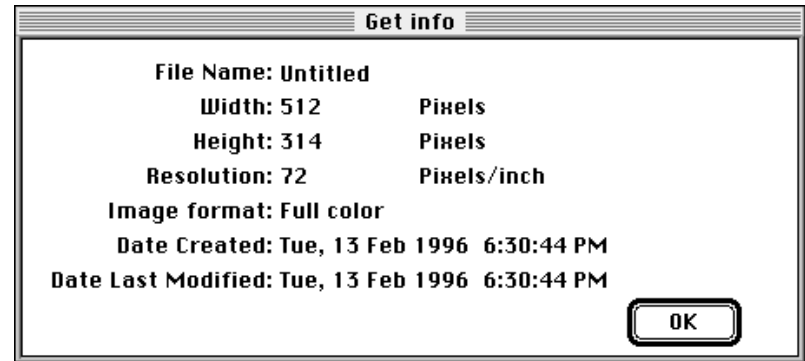 Get info
File Name: Untitled
Width: 512 Pixels
Height: 314 Pixels
Resolution: 72 Pixels/inch
Image format: Full color
Date Created: Tue, 13 Feb 1996 6:30:44 PM
Date Last Modified: Tue, 13 Feb 1996 6:30:44 PM
OK